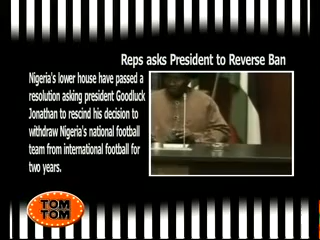 Reps asks President to Reverse Ban
Nigeria's lower house have passed a
resolution asking president Goodluck
Jonathan to rescind his decision to
withdraw Nigeria's national football
team from international football for
two years.
TOM
TOM